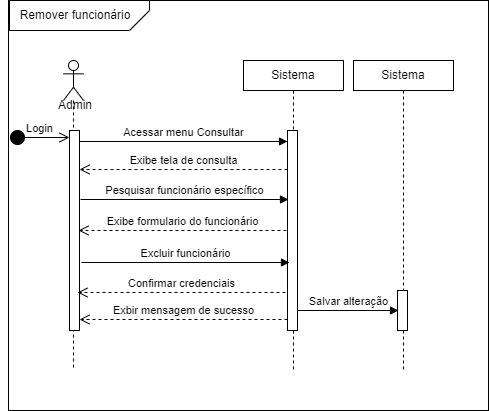 Remover funcionário
Sistema
Sistema
Admin
Login
Acessar menu Consultar
Exibe tela de consulta
Pesquisar funcionário específico
Exibe formulario do funcionário
Excluir funcionário
Confirmar credenciais
Salvar alteração
Exbir mensagem de sucesso